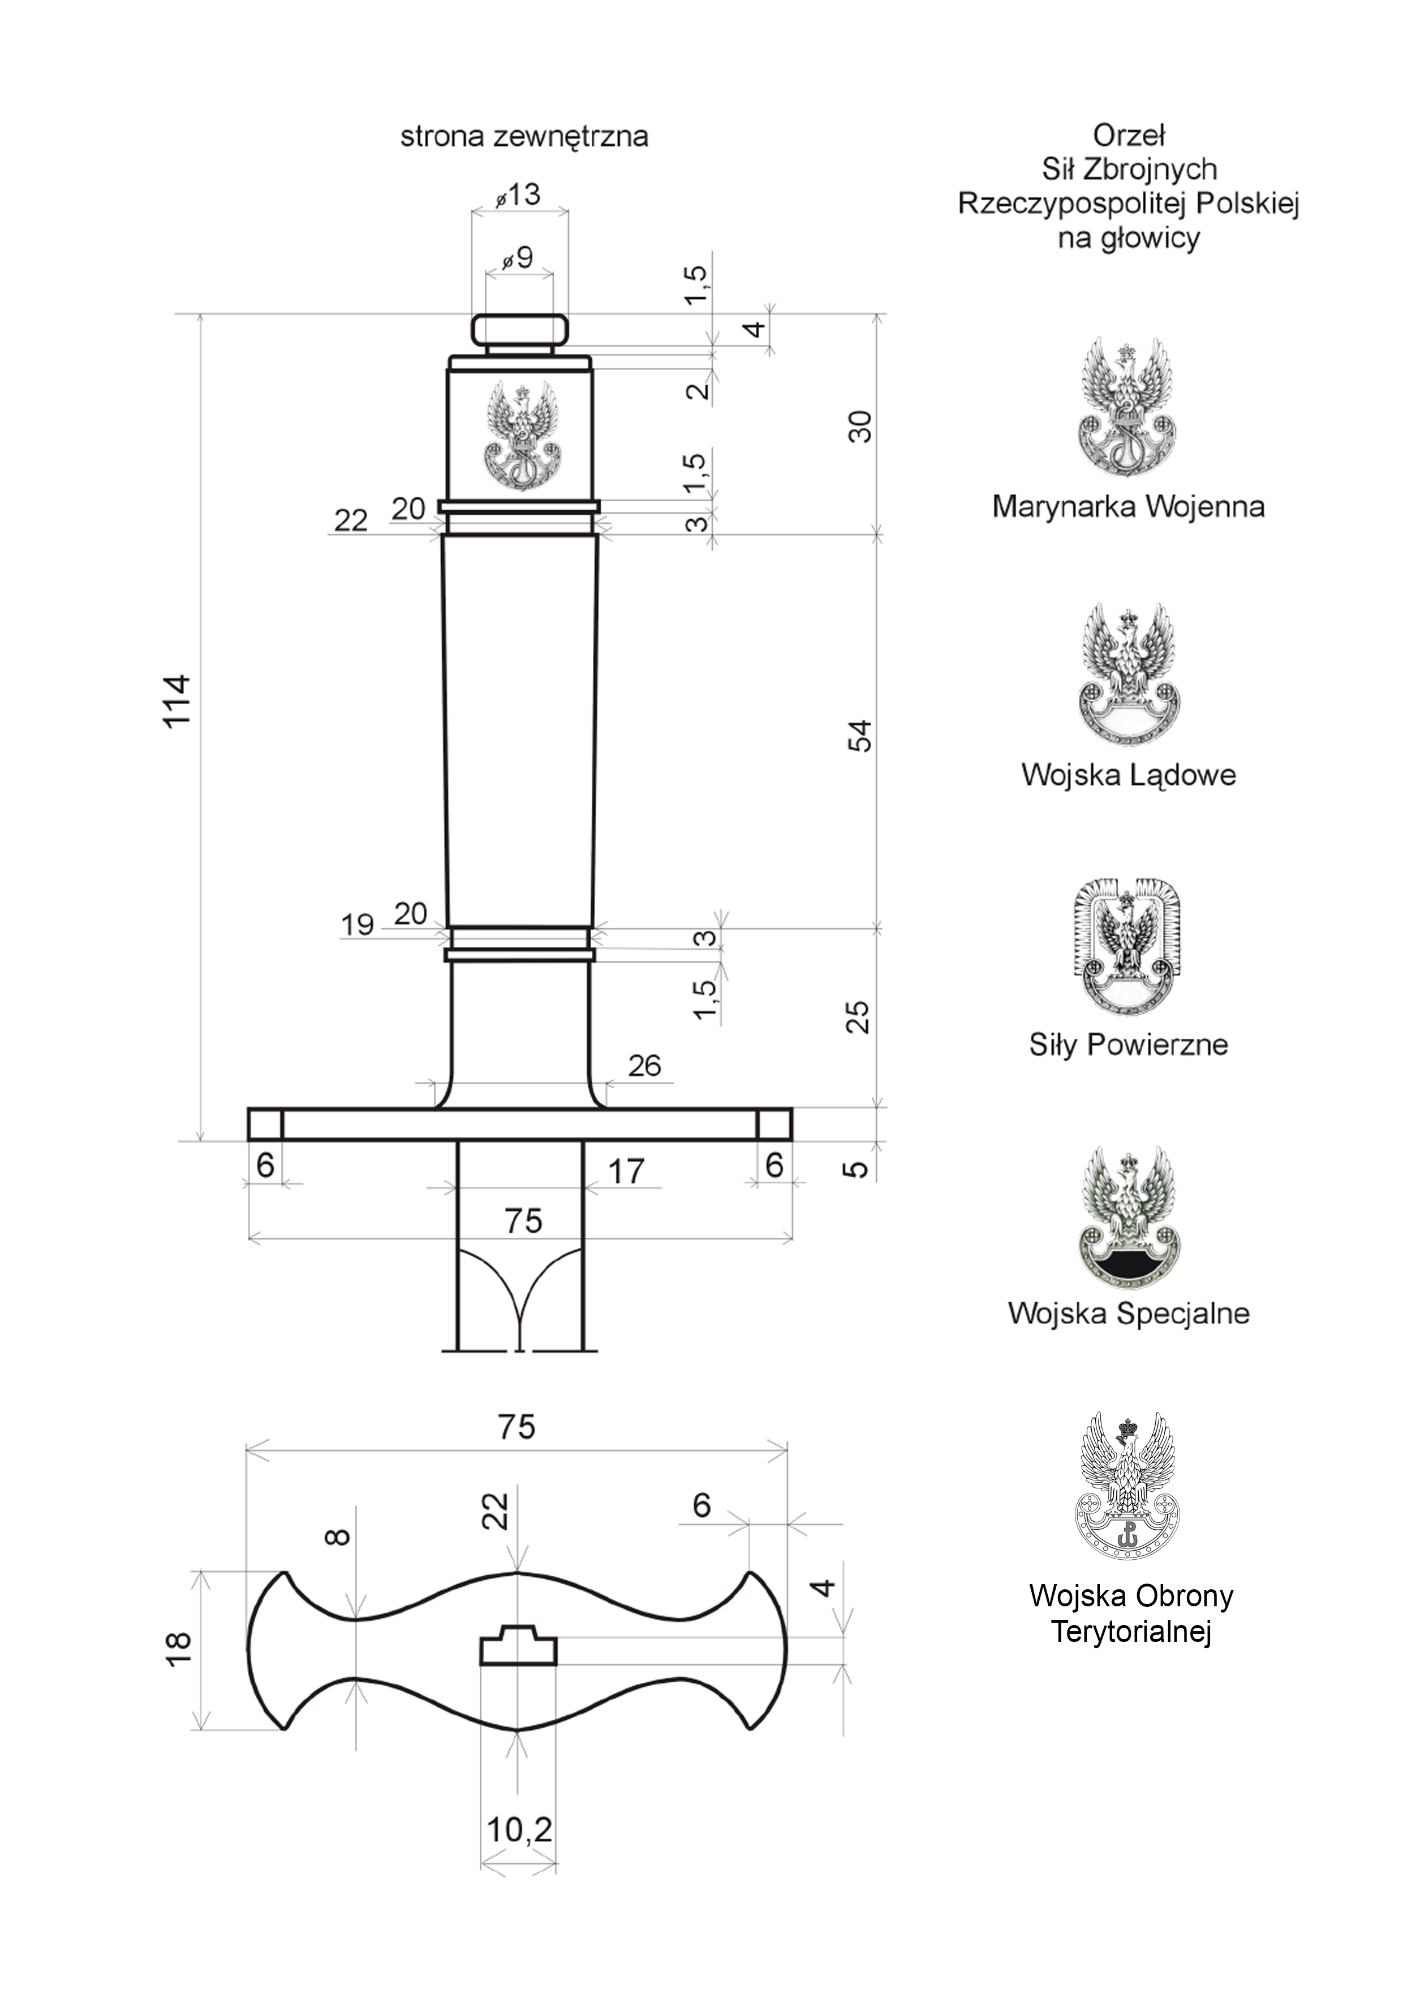 strona zewnętrzna
Orzeł
Sił Zbrojnych
Rzeczypospolitej Polskiej
na głowicy
ø13
ø9
1,5
4
2
30
1,5
20
22
3
Marynarka Wojenna
114
54
Wojska Lądowe
20
19
3
1,5
25
Siły Powierzne
26
6
17
6
5
75
Wojska Specjalne
75
22
6
8
4
18
Wojska Obrony
Terytorialnej
10,2